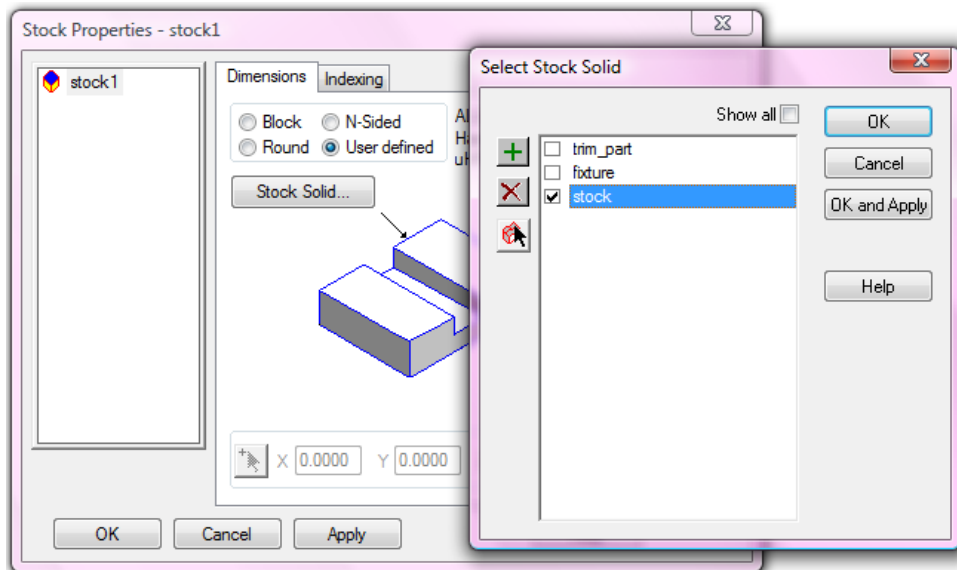 Stock Properties - stock1
stock1
Dimensions Indexing
Block N-Sided
Round User defined
Stock Solid...
X 0.0000 Y 0.0000
OK Cancel Apply
Select Stock Solid
Show all
trim_part
fixture
stock
OK
Cancel
OK and Apply
Help